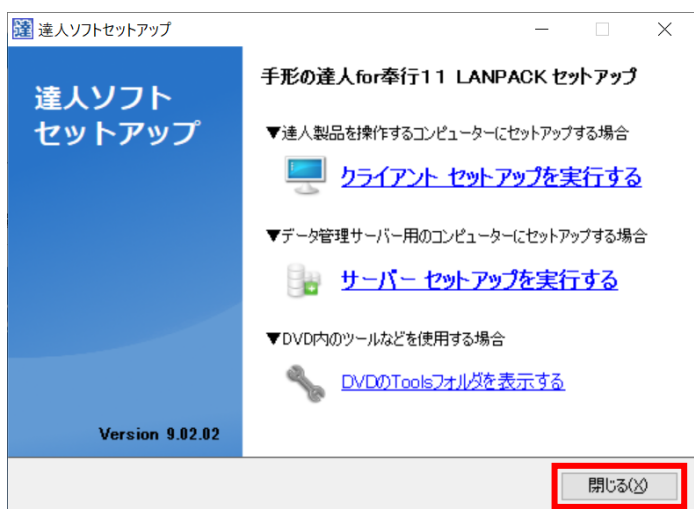 達人ソフトセットアップ
達人ソフト
セットアップ
手形の達人for奉行11 LANPACK セットアップ
▼達人製品を操作するコンピューターにセットアップする場合
クライアント セットアップを実行する
▼データ管理サーバー用のコンピューターにセットアップする場合
サーバー セットアップを実行する
▼DVD内のツールなどを使用する場合
DVDのToolsフォルダを表示する
Version 9.02.02
閉じる(X)